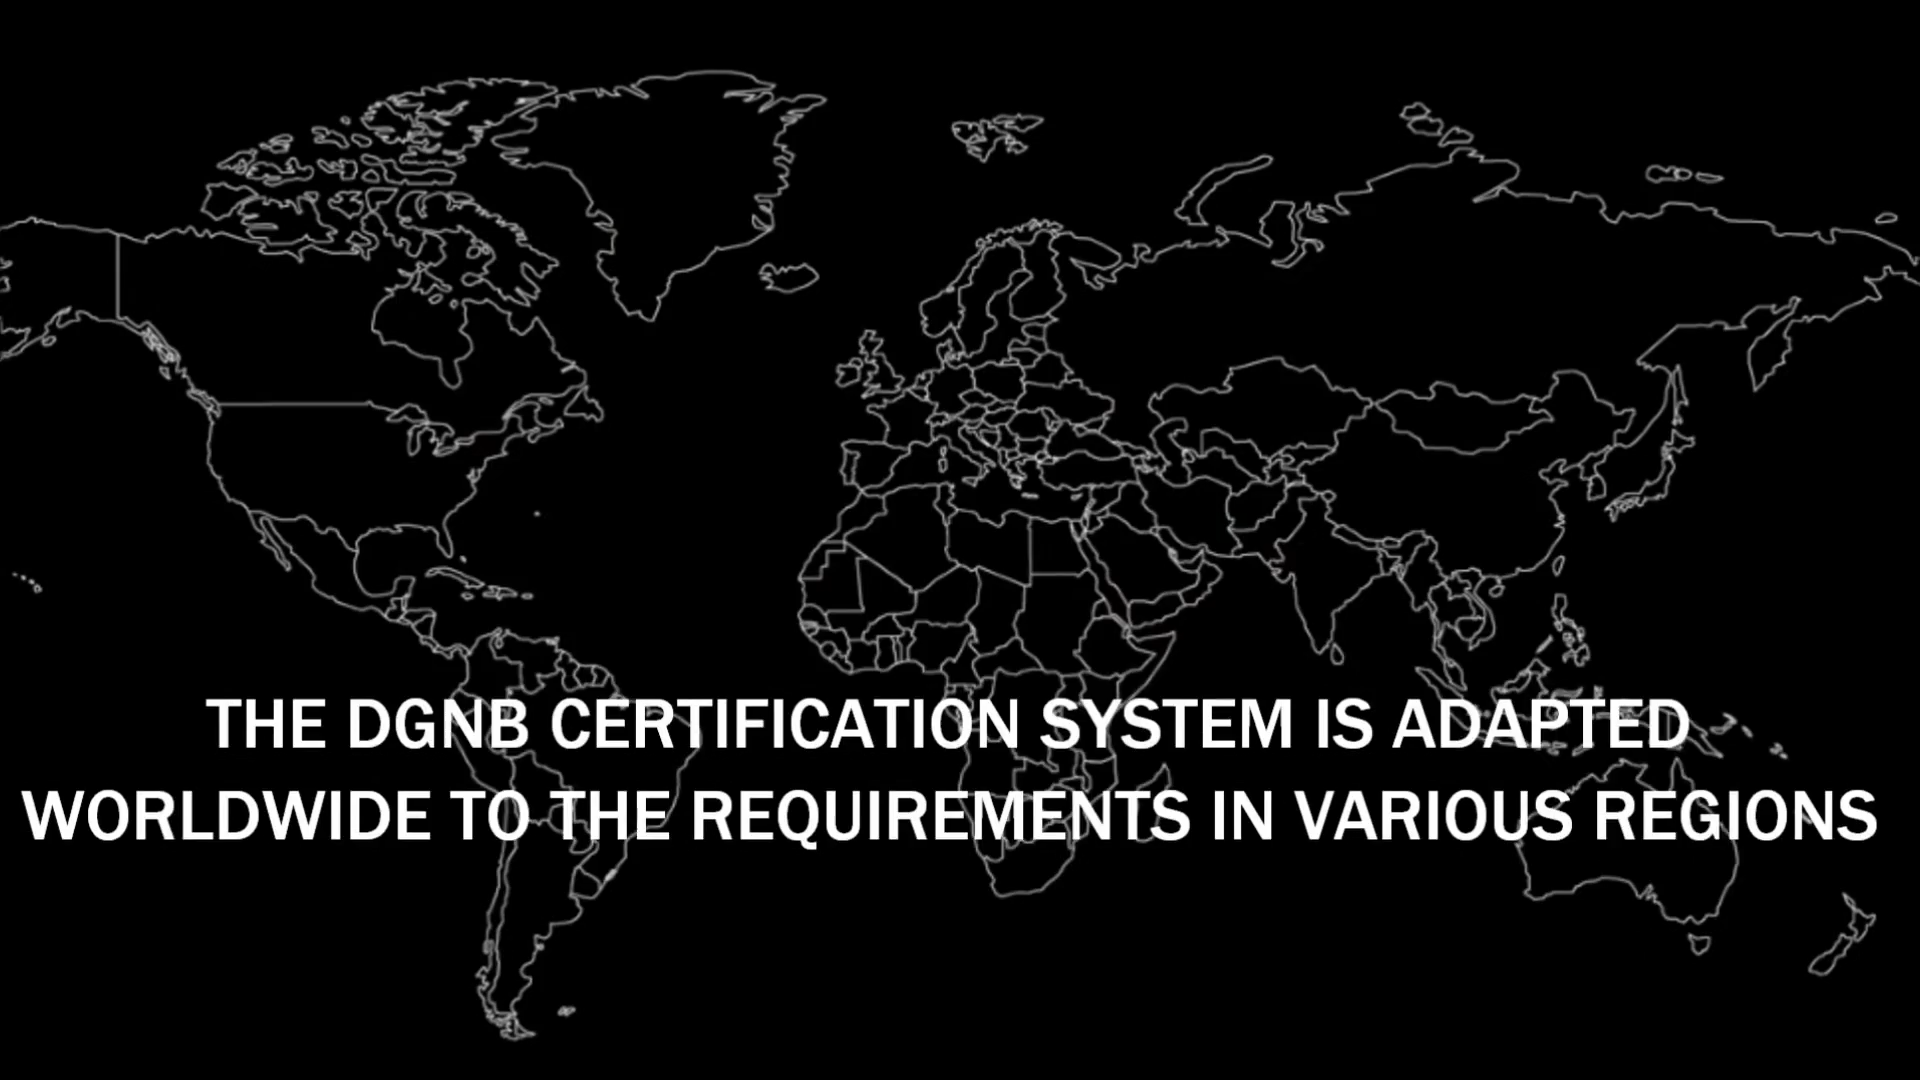 THE DGNB CERTIFICATION SYSTEM IS ADAPTED
WORLDWIDE TO THE REQUIREMENTS IN VARIOUS REGIONS